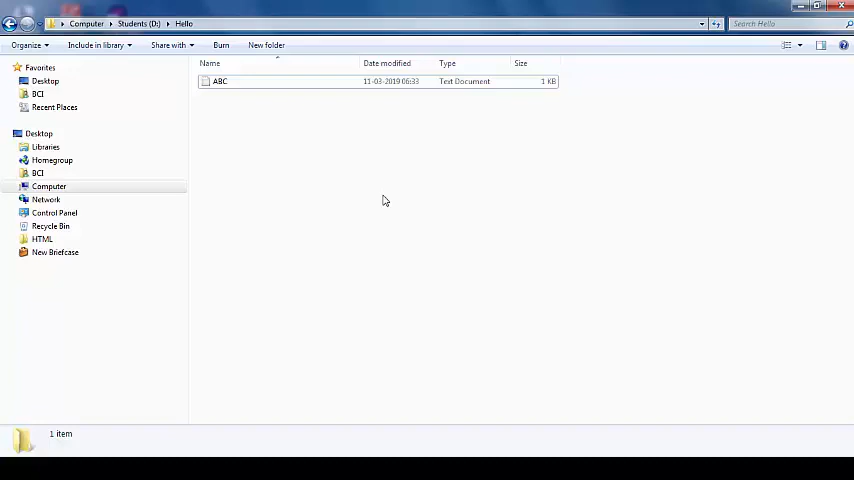 Computer Students (D:) Hello
Search Hello
Organize Include in library Share with Burn New folder
Name Date modified Type Size
ABC 11-03-2019 06:33 Text Document 1 KB
Favorites
Desktop
BCI
Recent Places
Desktop
Libraries
Homegroup
BCI
Computer
Network
Control Panel
Recycle Bin
HTML
New Briefcase
1 item